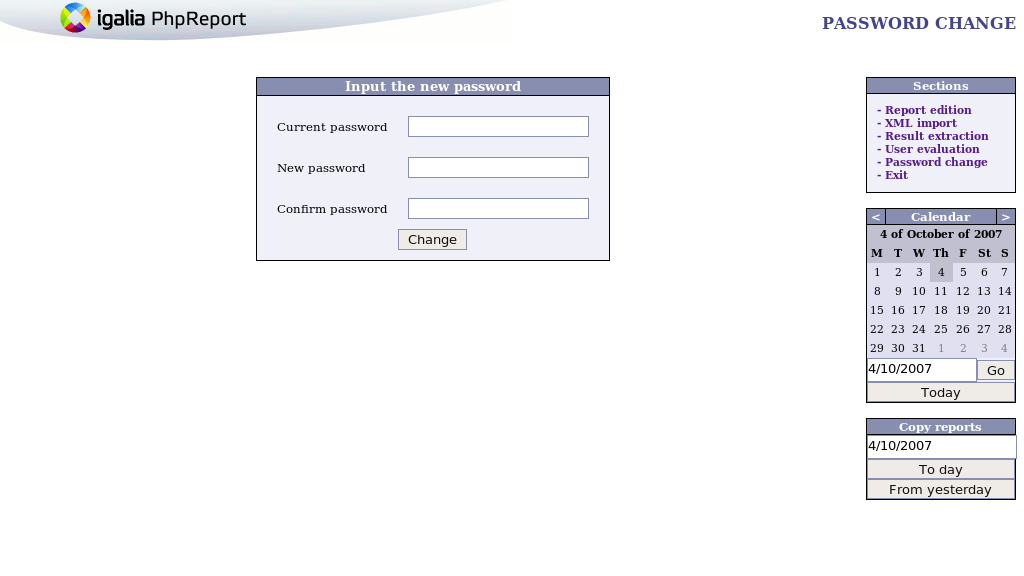 igalia PhpReport
PASSWORD CHANGE
Input the new password
Current password
New password
Confirm password
Change
Sections
- Report edition
- XML import
- Result extraction
- User evaluation
- Password change
- Exit
< Calendar >
4 of October of 2007
M T W Th F St S
1 2 3 4 5 6 7
8 9 10 11 12 13 14
15 16 17 18 19 20 21
22 23 24 25 26 27 28
29 30 31 1 2 3 4
4/10/2007 Go
Today
Copy reports
4/10/2007
To day
From yesterday